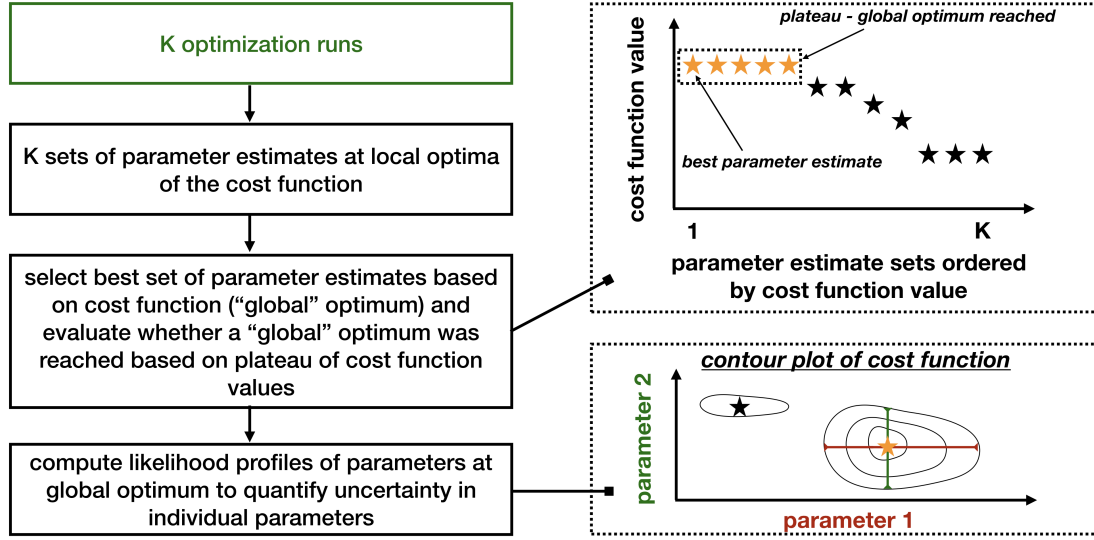 K optimization runs
K sets of parameter estimates at local optima
of the cost function
select best set of parameter estimates based
on cost function (“global” optimum) and
evaluate whether a “global” optimum was
reached based on plateau of cost function
values
compute likelihood profiles of parameters at
global optimum to quantify uncertainty in
individual parameters
plateau - global optimum reached
cost function value
best parameter estimate
1
K
parameter estimate sets ordered
by cost function value
contour plot of cost function
parameter 2
parameter 1